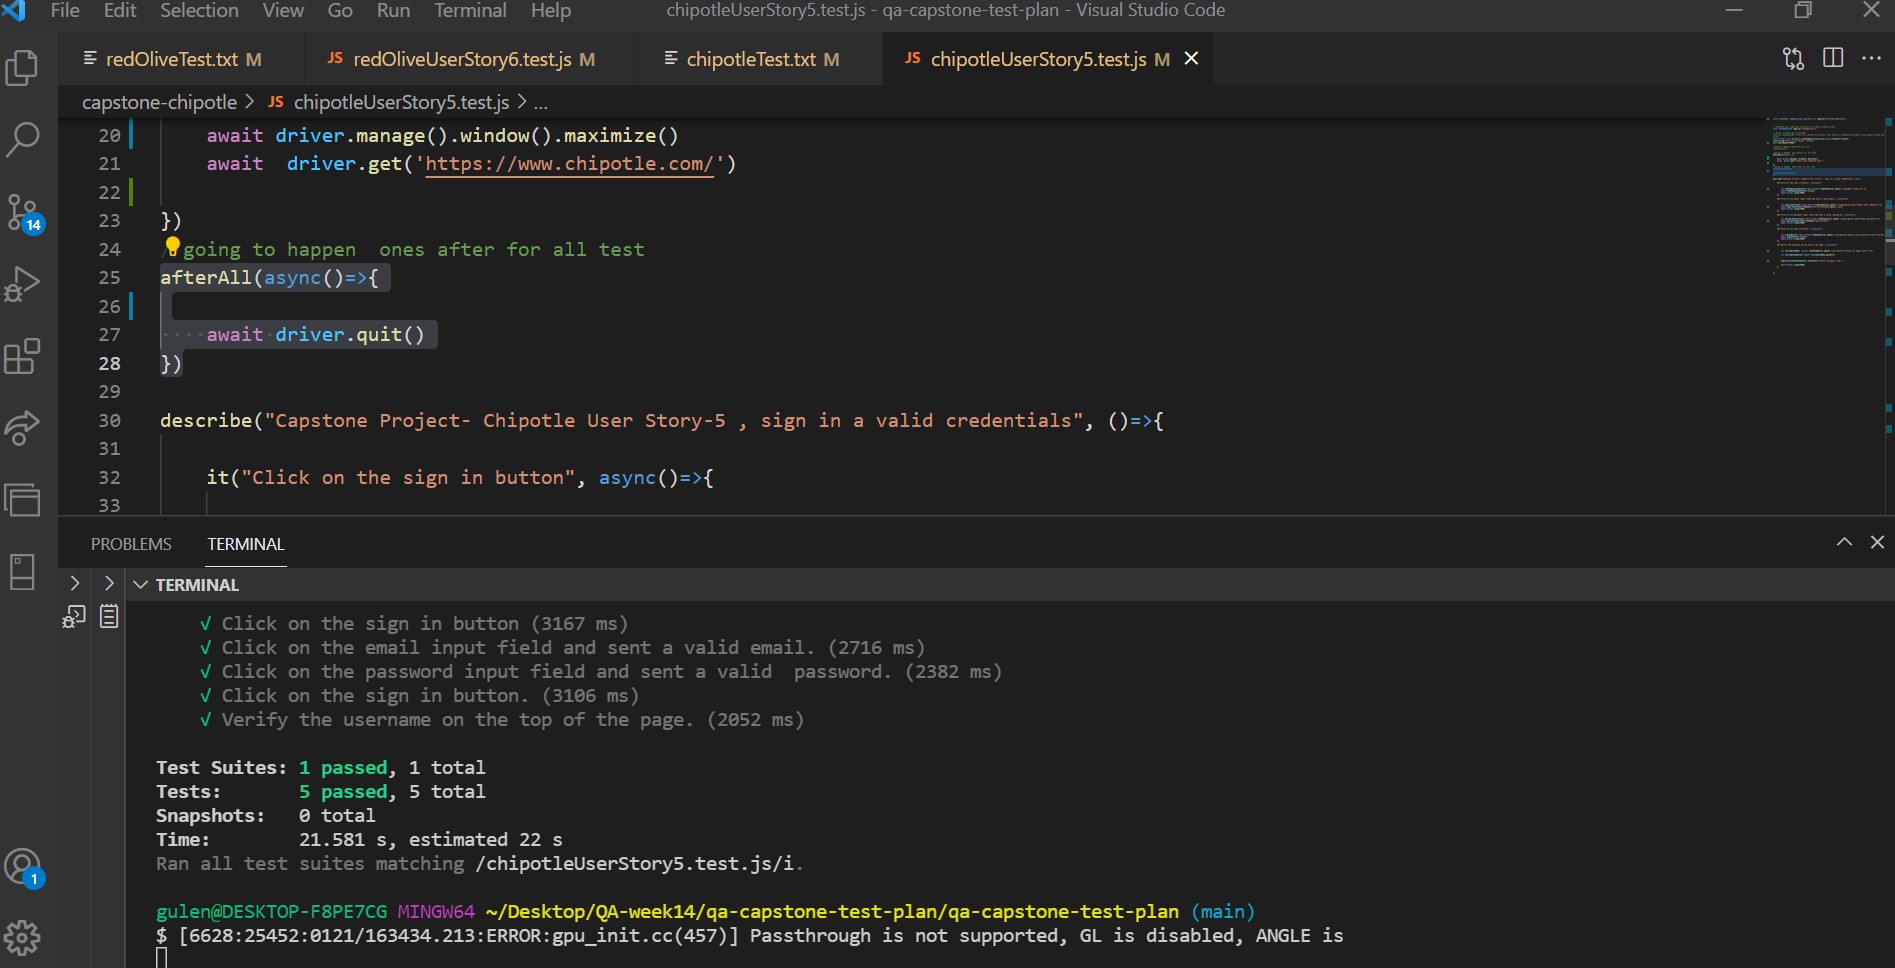 File Edit Selection View Go Run Terminal Help chipotleUserStory5.test.js - qa-capstone-test-plan - Visual Studio Code
redOliveTest.txt M JS redOliveUserStory6.test.js M chipotleTest.txt M JS chipotleUserStory5.test.js M
capstone-chipotle > JS chipotleUserStory5.test.js > ...
20 await driver.manage().window().maximize()
21 await driver.get('https://www.chipotle.com/')
22
23 })
24 /going to happen ones after for all test
25 afterAll(async()=>{
26
27 ····await·driver.quit()
28 })
29
30 describe("Capstone Project- Chipotle User Story-5 , sign in a valid credentials", ()=>{
31
32 it("Click on the sign in button", async()=>{
33
14
PROBLEMS TERMINAL
TERMINAL
√ Click on the sign in button (3167 ms)
√ Click on the email input field and sent a valid email. (2716 ms)
√ Click on the password input field and sent a valid password. (2382 ms)
√ Click on the sign in button. (3106 ms)
√ Verify the username on the top of the page. (2052 ms)
Test Suites: 1 passed, 1 total
Tests: 5 passed, 5 total
Snapshots: 0 total
Time: 21.581 s, estimated 22 s
Ran all test suites matching /chipotleUserStory5.test.js/i.
1
gulen@DESKTOP-F8PE7CG MINGW64 ~/Desktop/QA-week14/qa-capstone-test-plan/qa-capstone-test-plan (main)
$ [6628:25452:0121/163434.213:ERROR:gpu_init.cc(457)] Passthrough is not supported, GL is disabled, ANGLE is